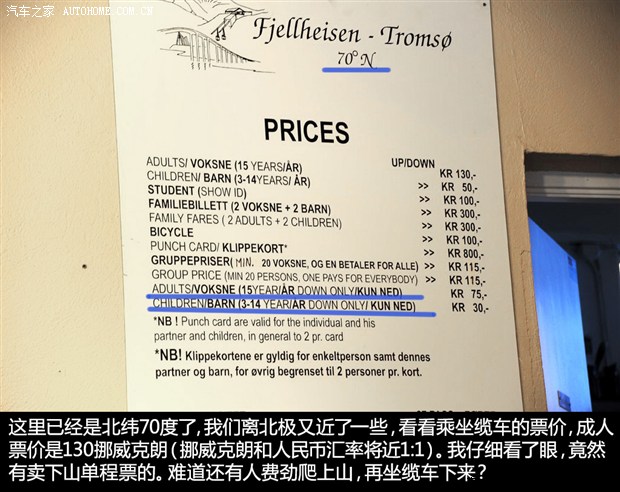 汽车之家 AUTOHOME.COM.CN
Fjellheisen - Tromsø
70° N
PRICES
UP/DOWN
ADULTS/ VOKSNE (15 YEARS/ÅR) KR 130,-
CHILDREN/ BARN (3-14YEARS/ ÅR) >> KR 50,-
STUDENT (SHOW ID) >> KR 100,-
FAMILIEBILLETT (2 VOKSNE + 2 BARN) >> KR 300,-
FAMILY FARES ( 2 ADULTS + 2 CHILDREN) >> KR 300,-
BICYCLE >> KR 100,-
PUNCH CARD/ KLIPPEKORT* >> KR 800,-
GRUPPEPRISER( MIN. 20 VOKSNE, OG EN BETALER FOR ALLE) >> KR 115,-
GROUP PRICE (MIN 20 PERSONS, ONE PAYS FOR EVERYBODY) >> KR 115,-
ADULTS/VOKSNE (15YEAR/ÅR DOWN ONLY/KUN NED) KR 75,-
CHILDREN/BARN (3-14 YEAR/ÅR DOWN ONLY/ KUN NED) KR 30,-
*NB ! Punch card are valid for the individual and his
partner and children, in general to 2 pr. card
*NB! Klippekortene er gyldig for enkeltperson samt dennes
partner og barn, for øvrig begrenset til 2 personer pr. kort.
这里已经是北纬70度了,我们离北极又近了一些,看看乘坐缆车的票价,成人
票价是130挪威克朗(挪威克朗和人民币汇率将近1:1)。我仔细看了眼,竟然
有卖下山单程票的。难道还有人费劲爬上山,再坐缆车下来?